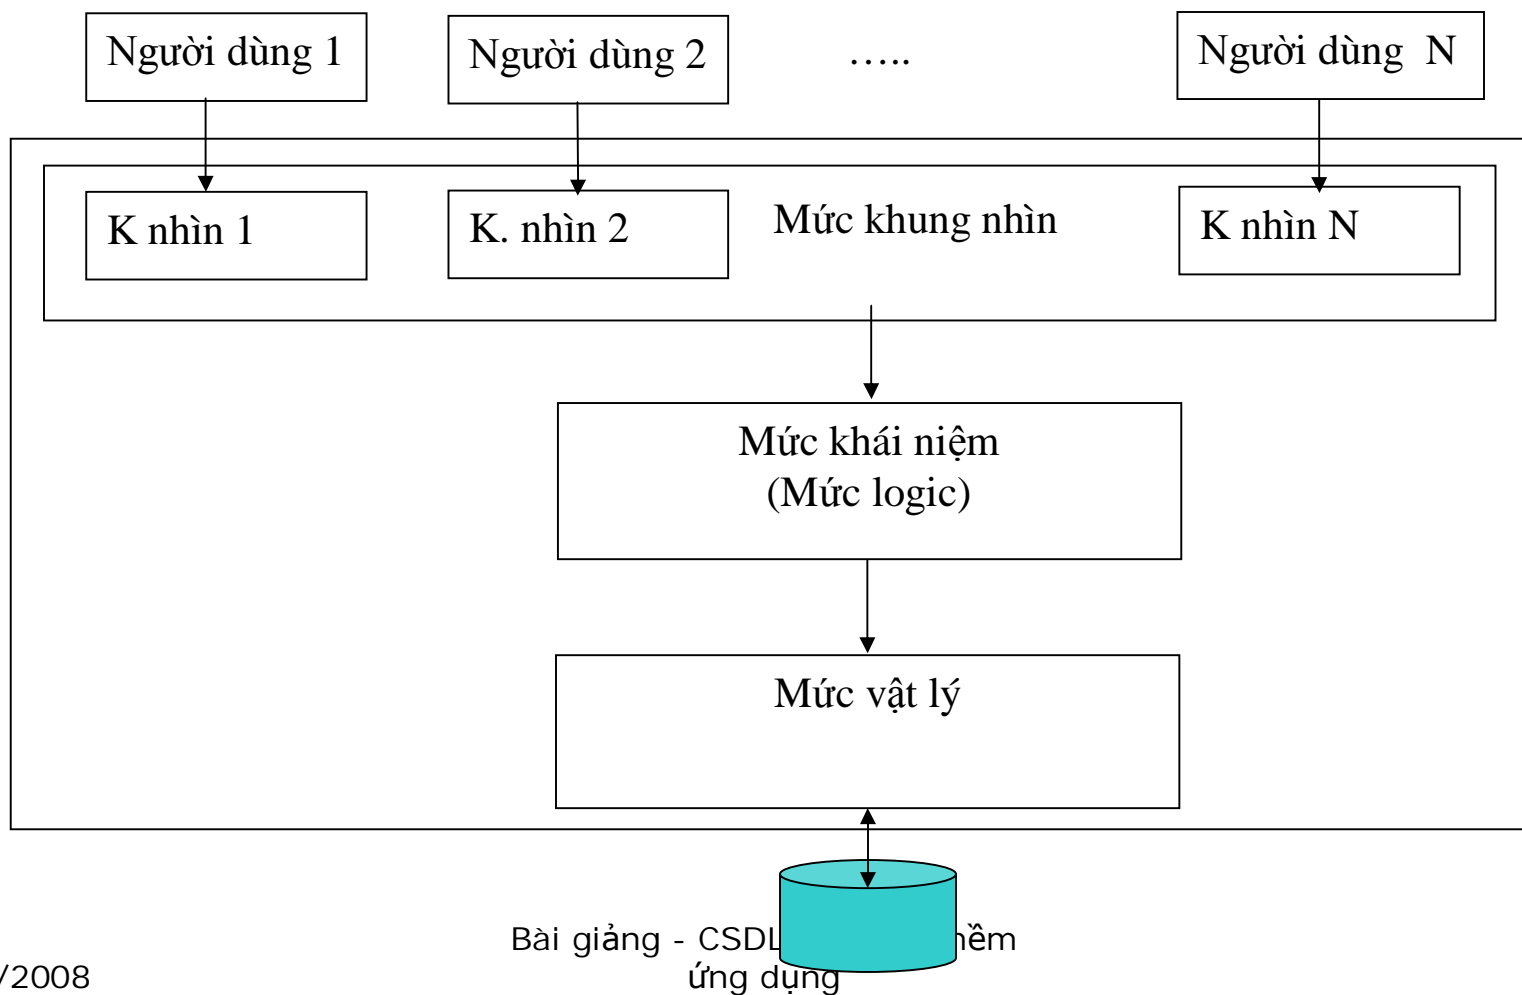 Người dùng 1
Người dùng 2
…..
Người dùng N
K nhìn 1
K. nhìn 2
Mức khung nhìn
K nhìn N
Mức khái niệm
(Mức logic)
Mức vật lý
Bài giảng - CSDL
ứng dụng
/2008